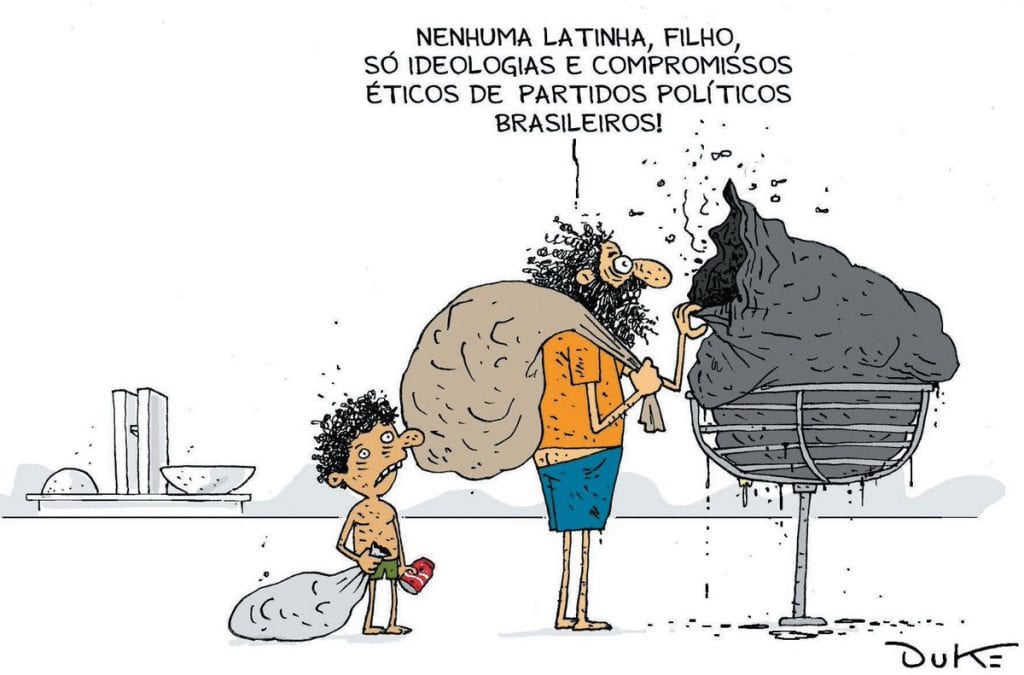 NENHUMA LATINHA, FILHO,
SÓ IDEOLOGIAS E COMPROMISSOS
ÉTICOS DE PARTIDOS POLÍTICOS
BRASILEIROS!
DUKE